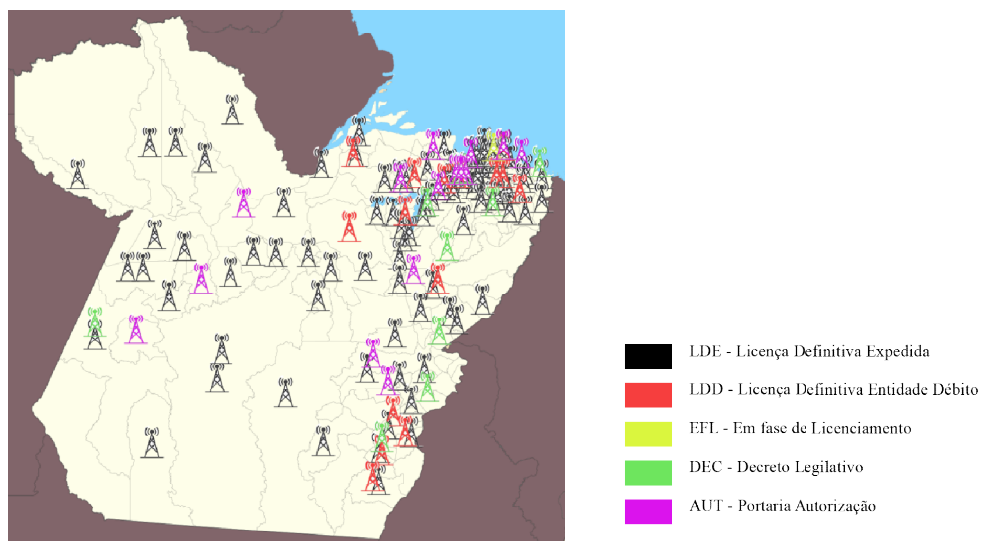 LDE - Licença Definitiva Expedida
LDD - Licença Definitiva Entidade Débito
EFL - Em fase de Licenciamento
DEC - Decreto Legilativo
AUT - Portaria Autorização